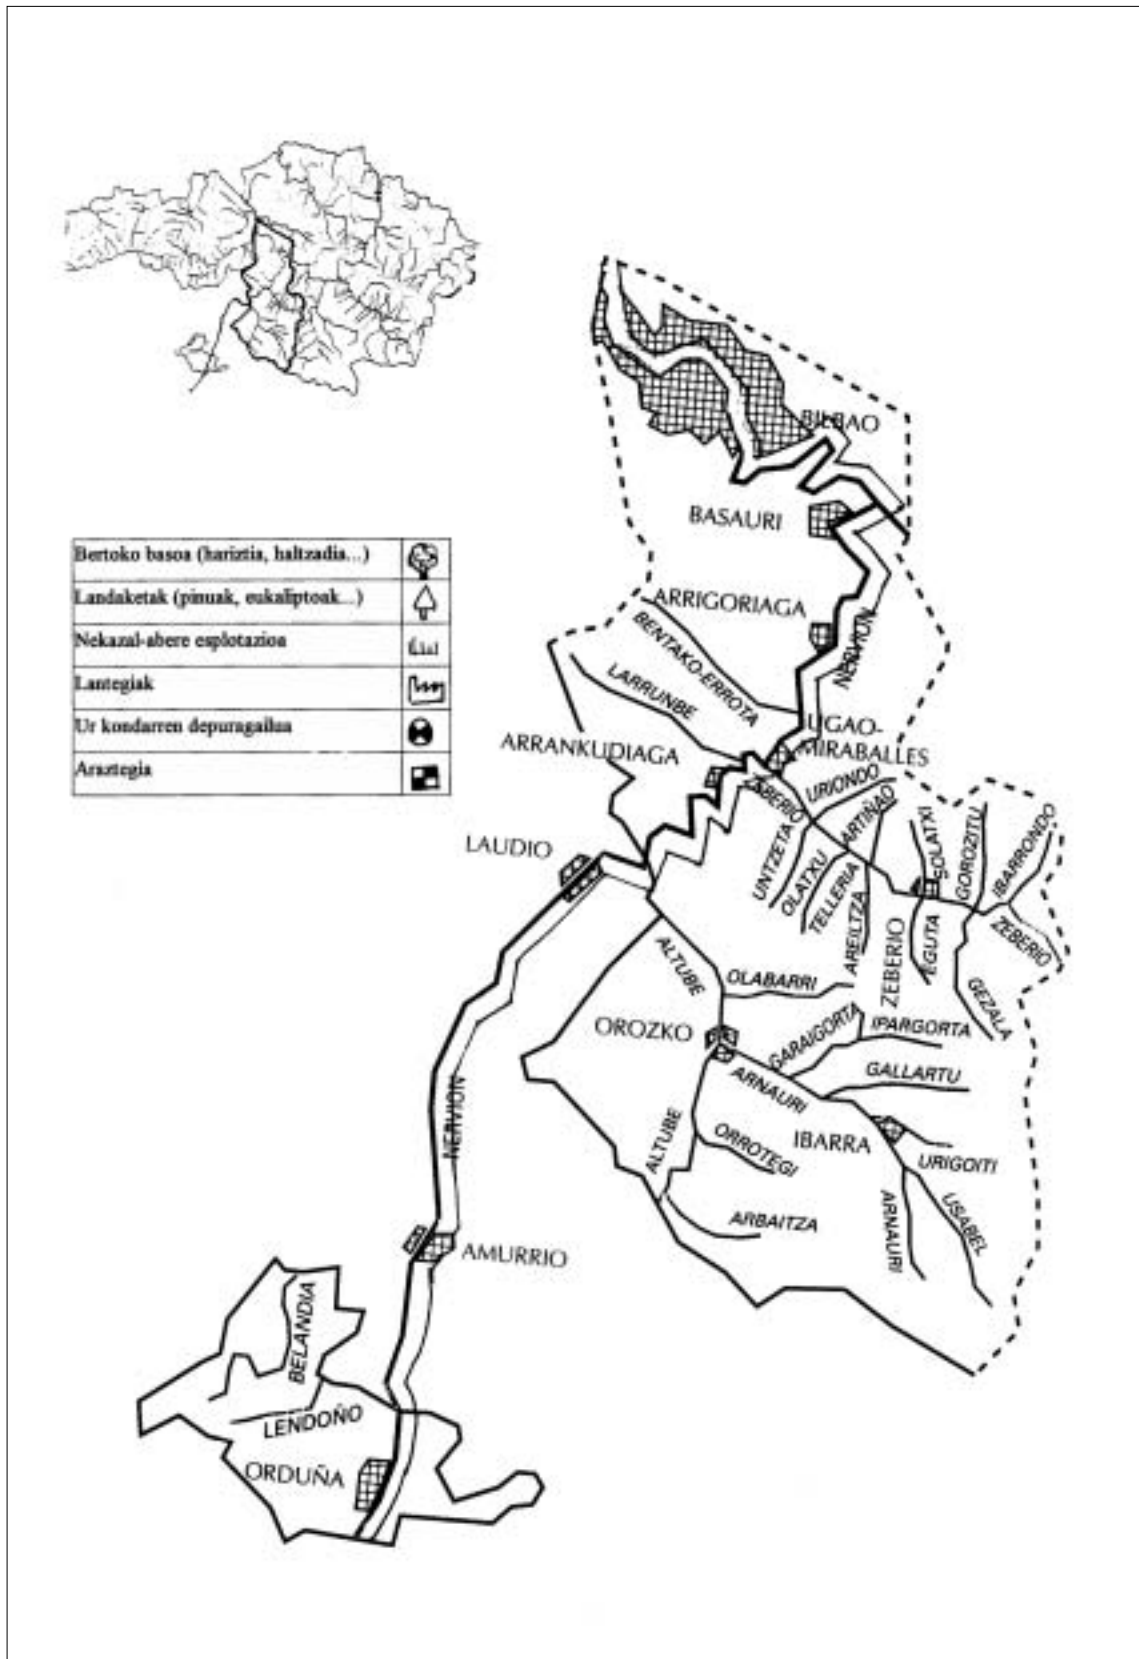 Bertoko basoa (hariztia, haltzadia...)
Landaketak (pinuak, eukaliptoak...)
Nekazal-abere esplotazioa
Lantegiak
Ur kondarren depuragailua
Araztegia
BILBAO
BASAURI
ARRIGORIAGA
NERVION
BENTAKO-ERROTA
LARRUNBE
UGAO-
MIRABALLES
ARRANKUDIAGA
ZEBERIO
URIONDO
ARTIÑAO
UNTZETA
OLATXU
TELLERIA
AREILTZA
SOLATXI
GOROZITU
IBARRONDO
ZEBERIO
EGUTA
ZEBERIO
GEZALA
LAUDIO
ALTUBE
OLABARRI
OROZKO
GARAIGORTA
IPARGORTA
GALLARTU
ARNAURI
IBARRA
URIGOITI
ALTUBE
ORROTEGI
ARBAITZA
ARNAURI
USABEL
NERVION
AMURRIO
BELANDIA
LENDOÑO
ORDUÑA